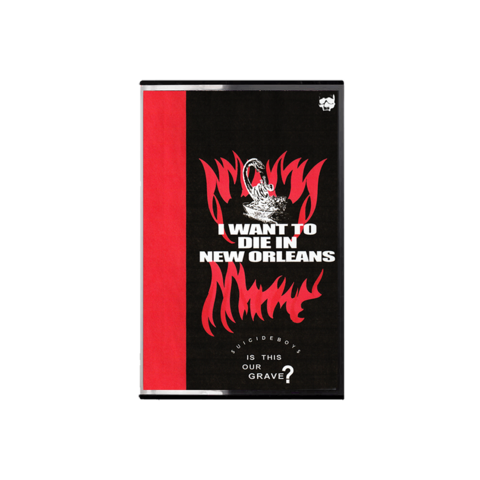 I WANT TO
DIE IN
NEW ORLEANS
SUICIDEBOYS
IS THIS
OUR
GRAVE?